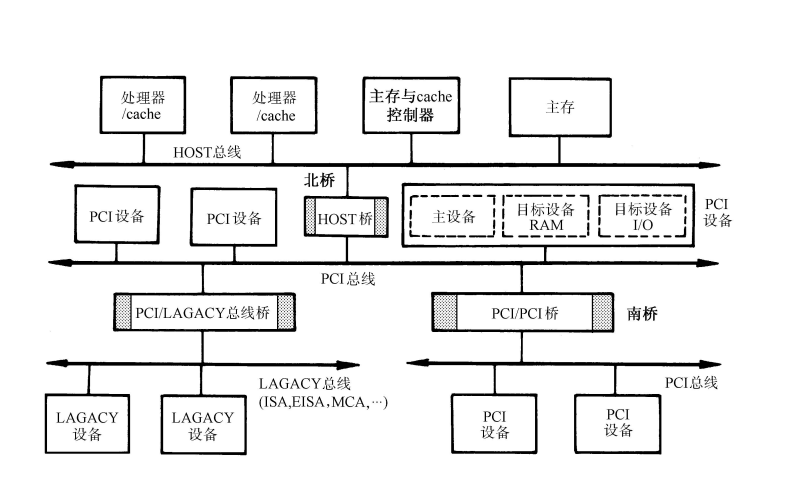 处理器
/cache
处理器
/cache
主存与cache
控制器
主存
HOST总线
北桥
PCI设备
PCI设备
HOST桥
主设备
目标设备
RAM
目标设备
I/O
PCI
设备
PCI总线
PCI/LAGACY总线桥
PCI/PCI桥
南桥
LAGACY总线
(ISA,EISA,MCA,…)
PCI总线
LAGACY
设备
LAGACY
设备
PCI
设备
PCI
设备